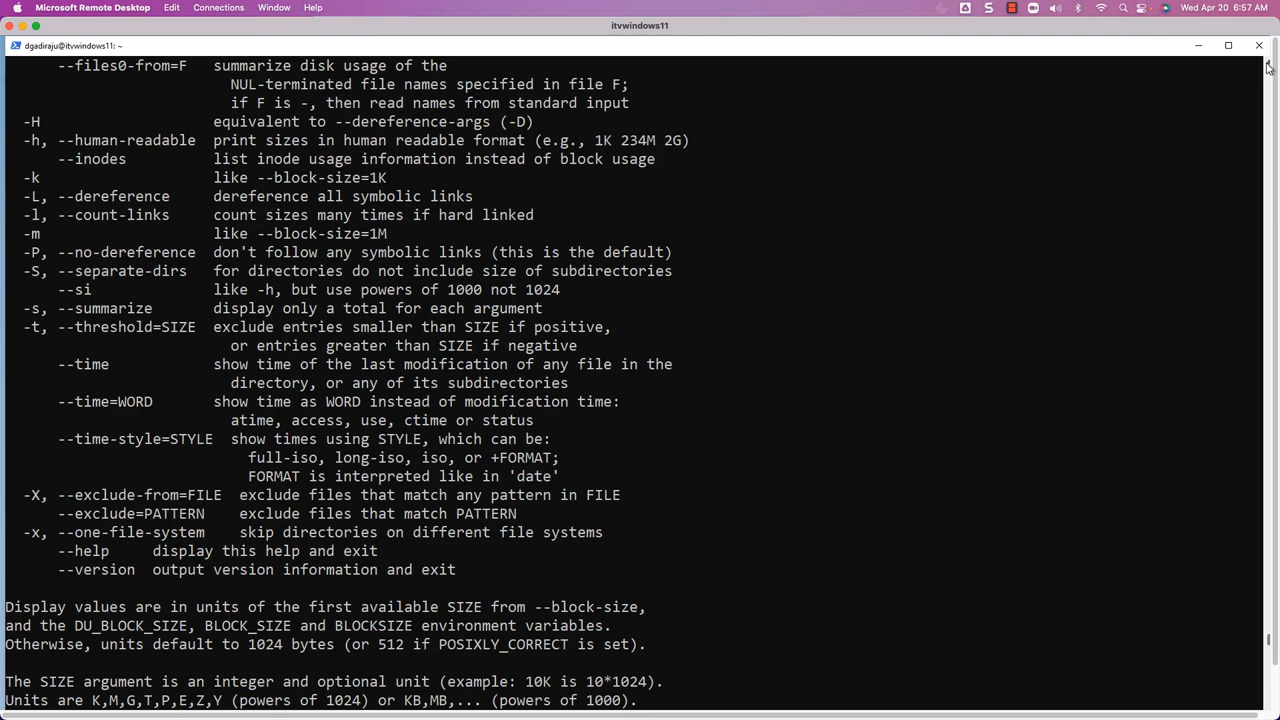 Microsoft Remote Desktop Edit Connections Window Help Wed Apr 20 6:57 AM
itvwindows11
dgadiraju@itvwindows11: ~
--files0-from=F summarize disk usage of the
NUL-terminated file names specified in file F;
if F is -, then read names from standard input
-H equivalent to --dereference-args (-D)
-h, --human-readable print sizes in human readable format (e.g., 1K 234M 2G)
--inodes list inode usage information instead of block usage
-k like --block-size=1K
-L, --dereference dereference all symbolic links
-l, --count-links count sizes many times if hard linked
-m like --block-size=1M
-P, --no-dereference don't follow any symbolic links (this is the default)
-S, --separate-dirs for directories do not include size of subdirectories
--si like -h, but use powers of 1000 not 1024
-s, --summarize display only a total for each argument
-t, --threshold=SIZE exclude entries smaller than SIZE if positive,
or entries greater than SIZE if negative
--time show time of the last modification of any file in the
directory, or any of its subdirectories
--time=WORD show time as WORD instead of modification time:
atime, access, use, ctime or status
--time-style=STYLE show times using STYLE, which can be:
full-iso, long-iso, iso, or +FORMAT;
FORMAT is interpreted like in 'date'
-X, --exclude-from=FILE exclude files that match any pattern in FILE
--exclude=PATTERN exclude files that match PATTERN
-x, --one-file-system skip directories on different file systems
--help display this help and exit
--version output version information and exit
Display values are in units of the first available SIZE from --block-size,
and the DU_BLOCK_SIZE, BLOCK_SIZE and BLOCKSIZE environment variables.
Otherwise, units default to 1024 bytes (or 512 if POSIXLY_CORRECT is set).
The SIZE argument is an integer and optional unit (example: 10K is 10*1024).
Units are K,M,G,T,P,E,Z,Y (powers of 1024) or KB,MB,... (powers of 1000).